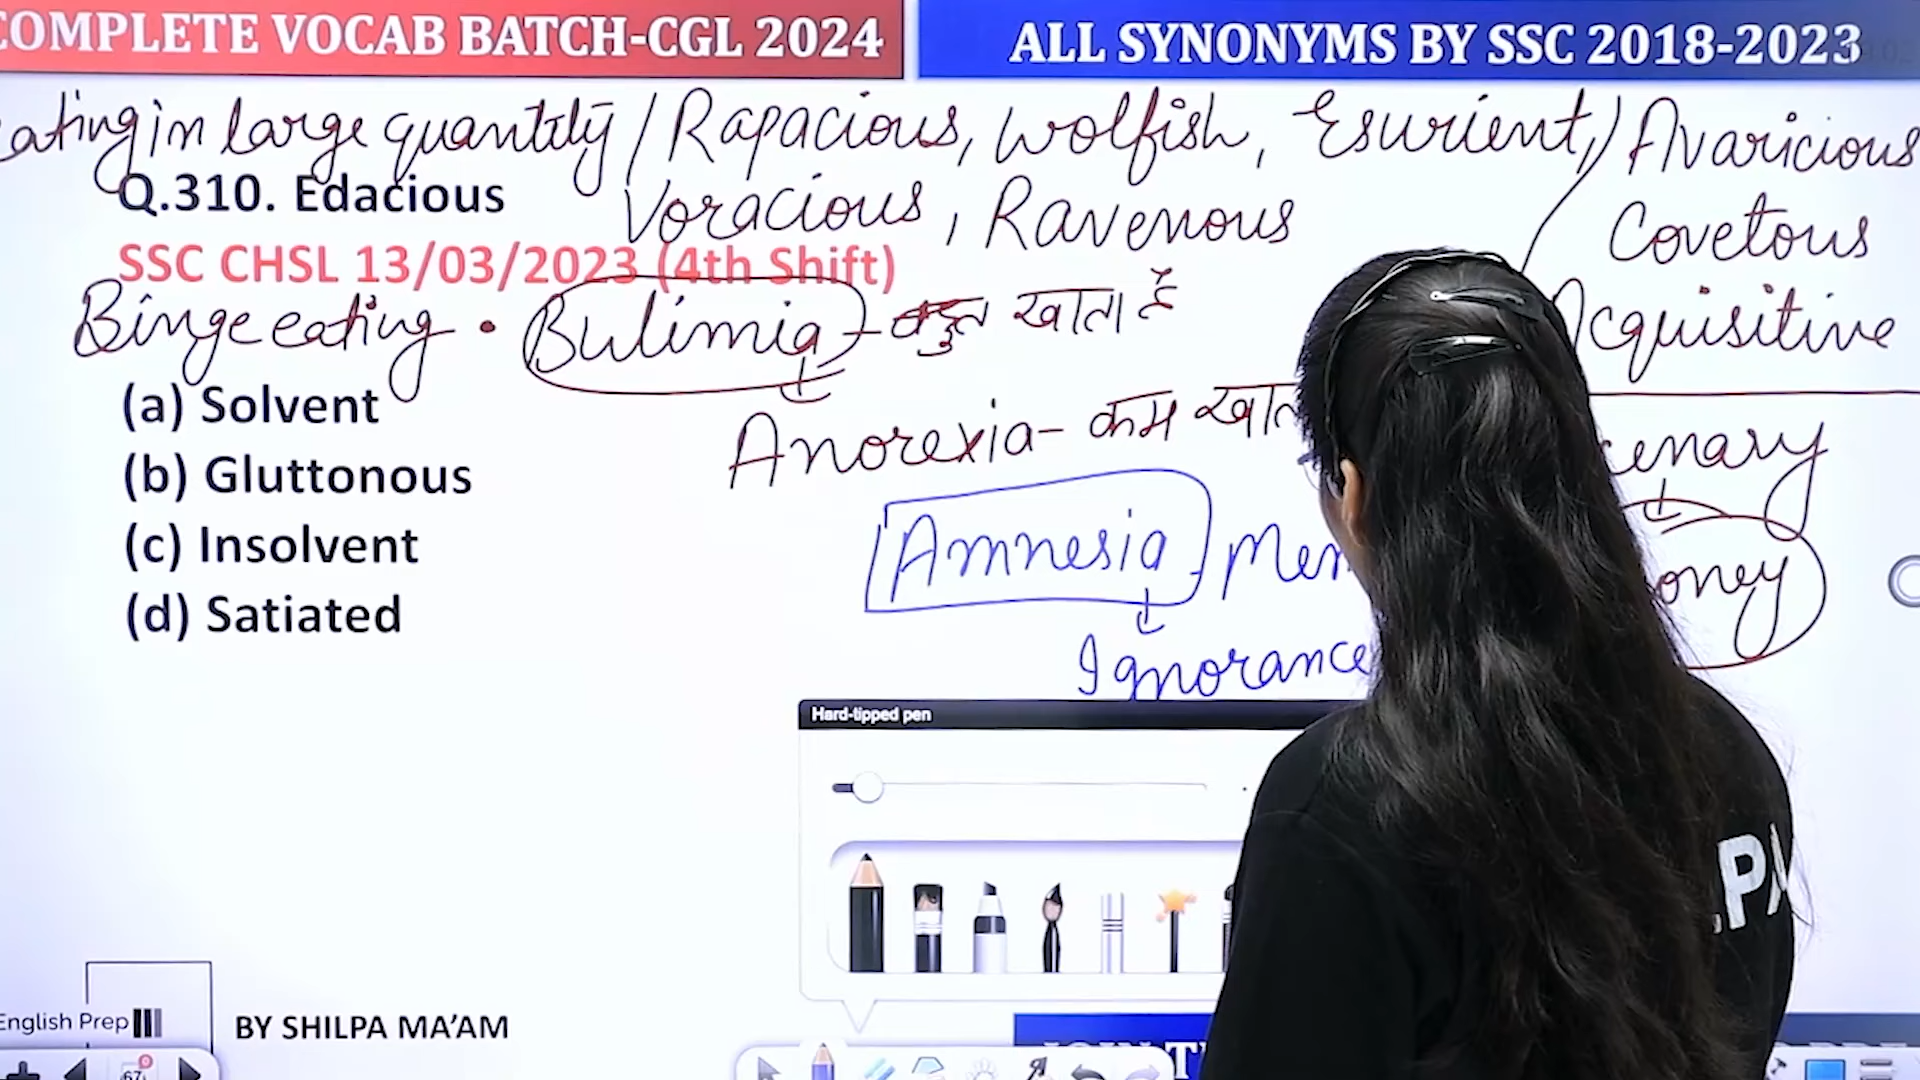 COMPLETE VOCAB BATCH-CGL 2024
ALL SYNONYMS BY SSC 2018-2023
eating in large quantity / Rapacious, Wolfish, Esurient, / Avaricious
Q.310. Edacious
Voracious, Ravenous
Covetous
SSC CHSL 13/03/2023 (4th Shift)
Binge eating • Bulimia - बहुत खाता है
Acquisitive
(a) Solvent
Anorexia - कम
(b) Gluttonous
Amnesia -
(c) Insolvent
(d) Satiated
Ignorance
Hard-tipped pen
English Prep
BY SHILPA MA'AM
67